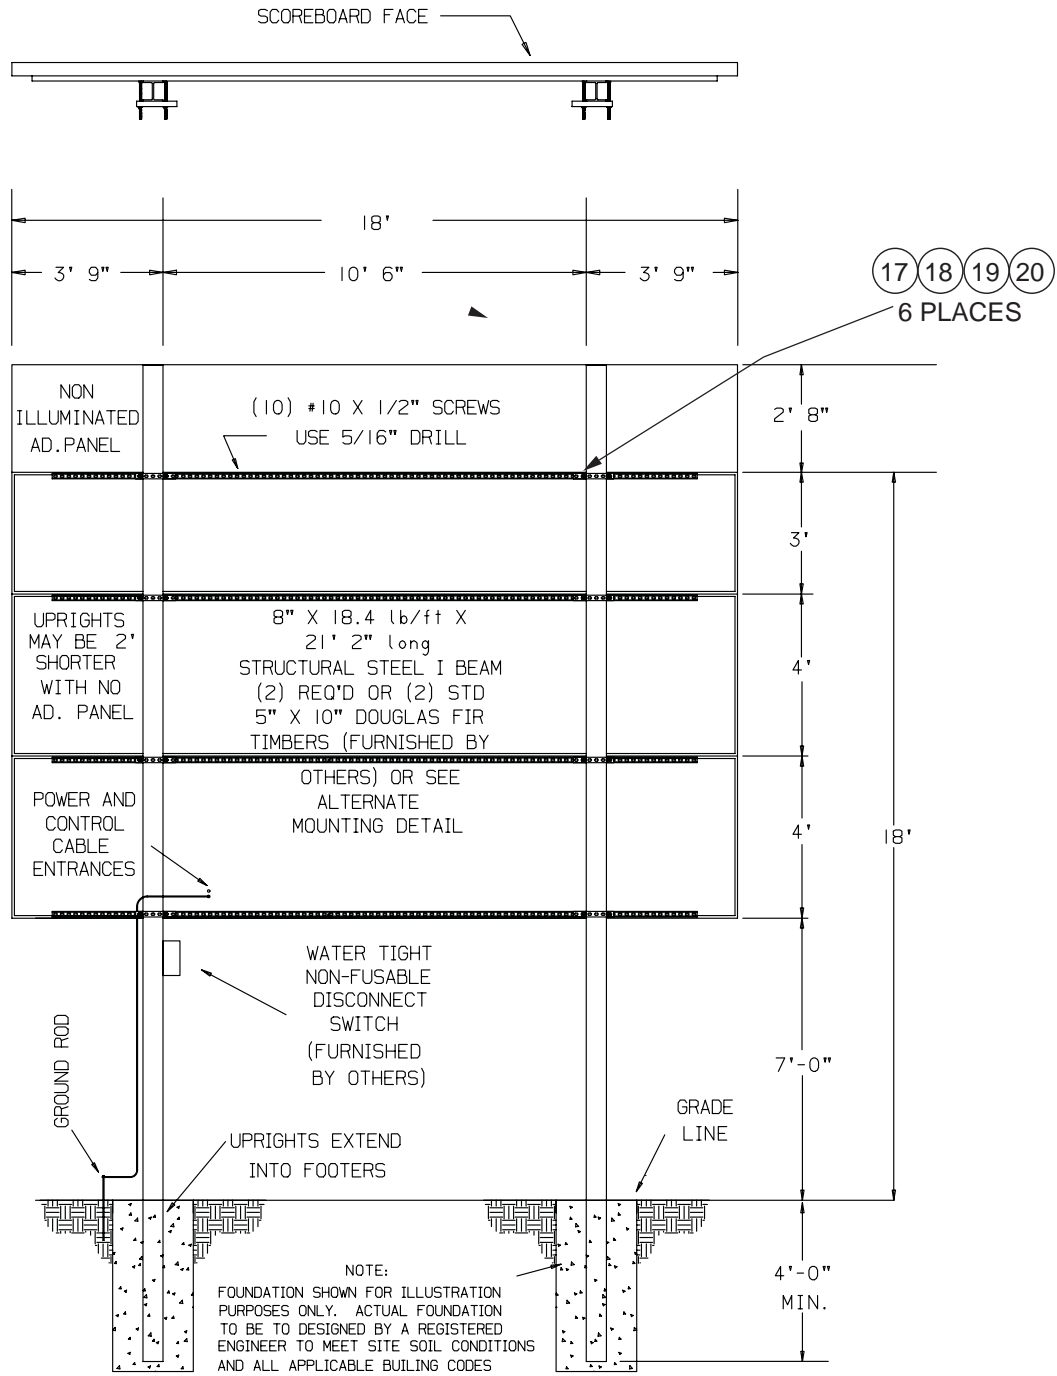 SCOREBOARD FACE
18'
3' 9"
10' 6"
3' 9"
17 18 19 20
6 PLACES
NON
ILLUMINATED
AD.PANEL
(10) #10 X 1/2" SCREWS
USE 5/16" DRILL
2' 8"
3'
UPRIGHTS
MAY BE 2'
SHORTER
WITH NO
AD. PANEL
8" X 18.4 lb/ft X
21' 2" long
STRUCTURAL STEEL I BEAM
(2) REQ'D OR (2) STD
5" X 10" DOUGLAS FIR
TIMBERS (FURNISHED BY
OTHERS) OR SEE
ALTERNATE
MOUNTING DETAIL
4'
POWER AND
CONTROL
CABLE
ENTRANCES
4'
18'
WATER TIGHT
NON-FUSABLE
DISCONNECT
SWITCH
(FURNISHED
BY OTHERS)
GROUND ROD
7'-0"
GRADE
LINE
UPRIGHTS EXTEND
INTO FOOTERS
4'-0"
MIN.
NOTE:
FOUNDATION SHOWN FOR ILLUSTRATION
PURPOSES ONLY. ACTUAL FOUNDATION
TO BE TO DESIGNED BY A REGISTERED
ENGINEER TO MEET SITE SOIL CONDITIONS
AND ALL APPLICABLE BUILING CODES